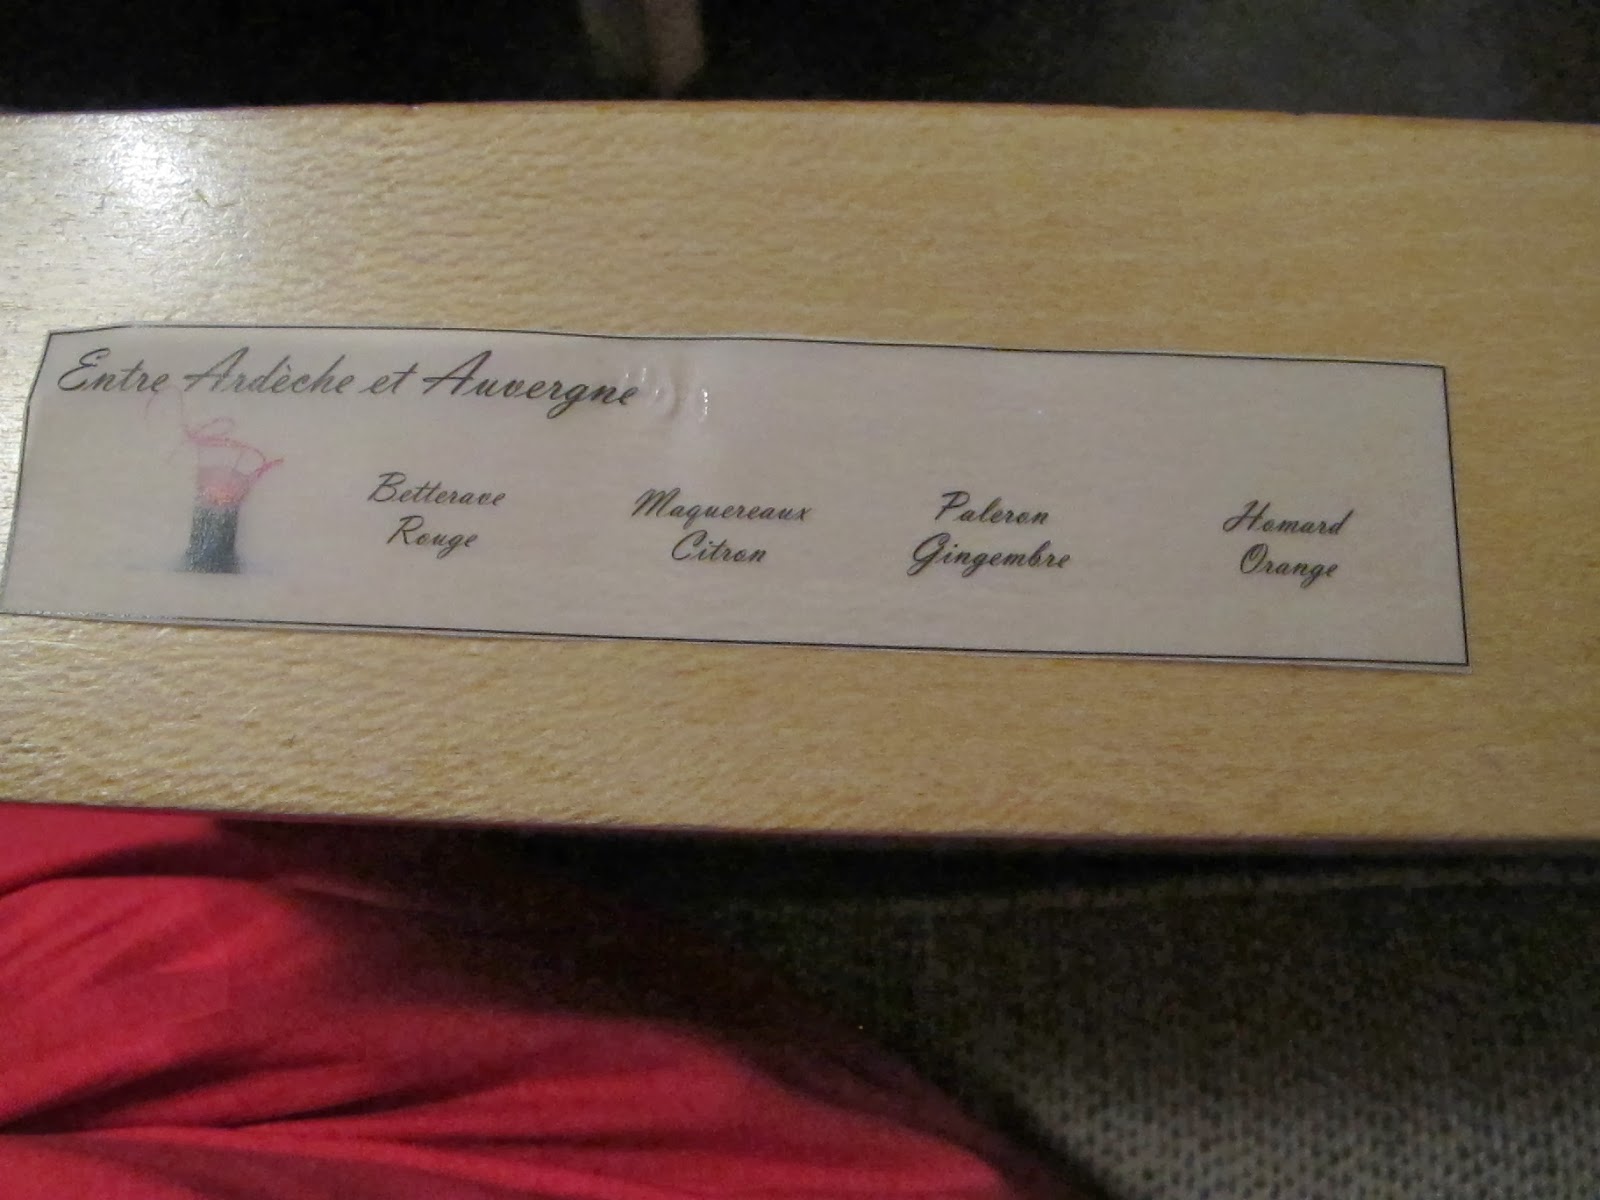 Entre Ardèche et Auvergne
Betterave
Rouge
Maquereaux
Citron
Paleron
Gingembre
Homard
Orange